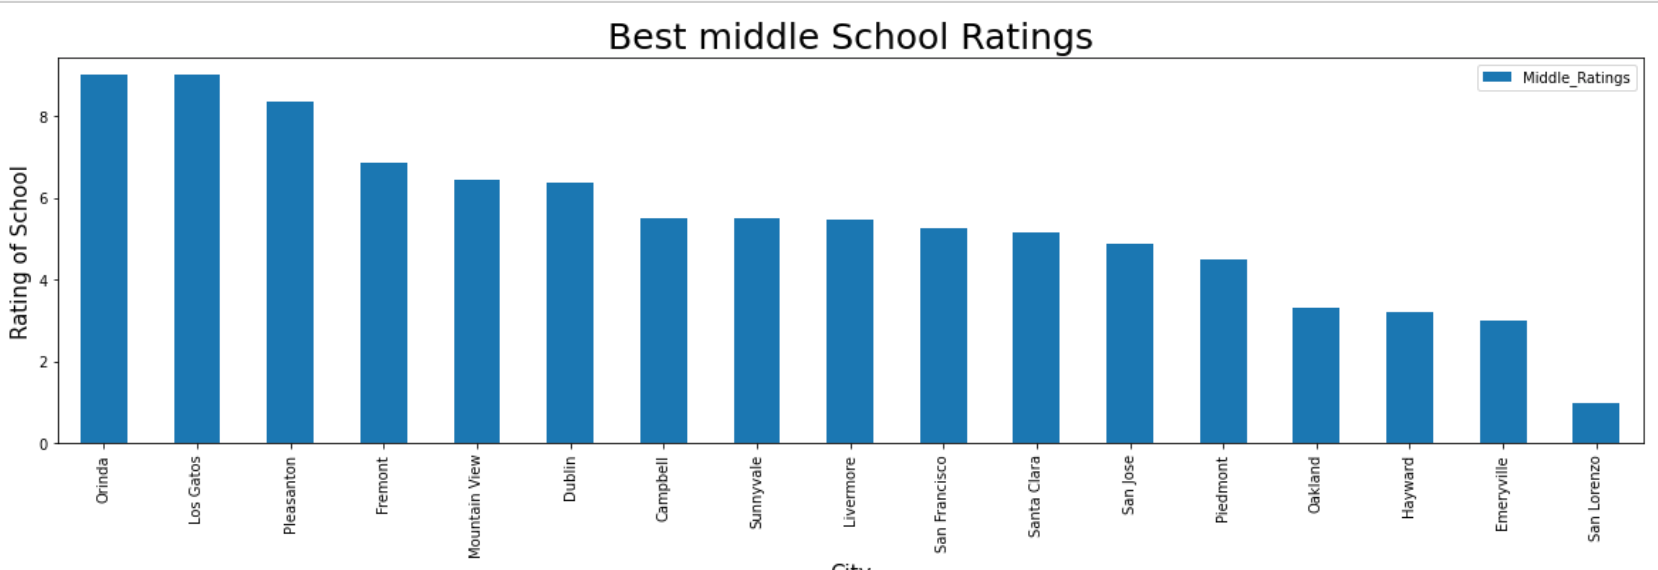 Best middle School Ratings
Middle_Ratings
Rating of School
8
6
4
2
0
Orinda
Los Gatos
Pleasanton
Fremont
Mountain View
Dublin
Campbell
Sunnyvale
Livermore
San Francisco
Santa Clara
San Jose
Piedmont
Oakland
Hayward
Emeryville
San Lorenzo
City